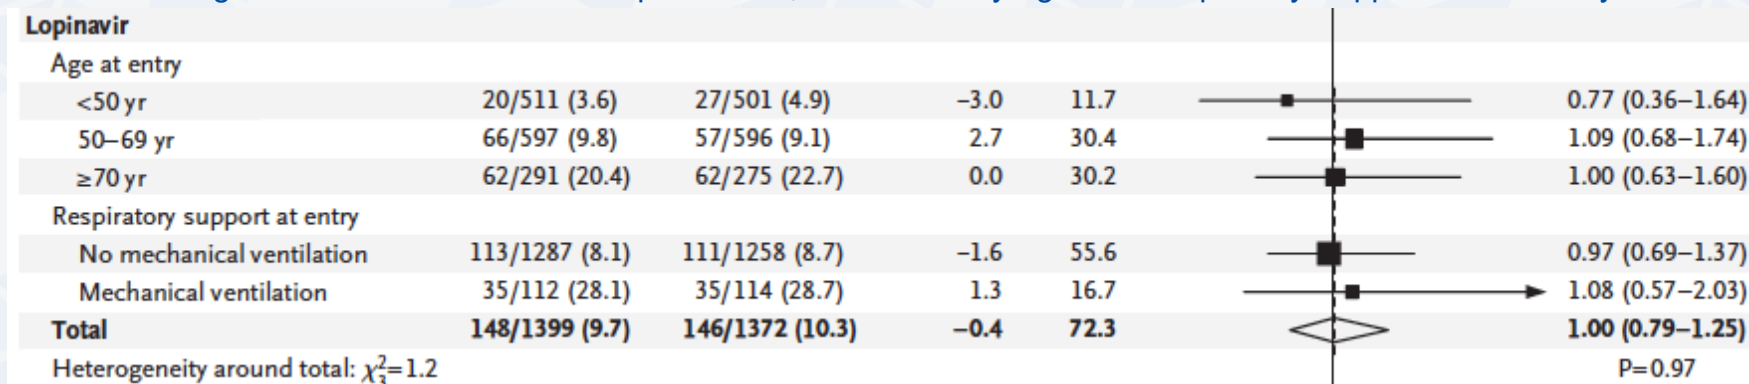 Lopinavir
Age at entry
<50 yr 20/511 (3.6) 27/501 (4.9) −3.0 11.7 0.77 (0.36–1.64)
50–69 yr 66/597 (9.8) 57/596 (9.1) 2.7 30.4 1.09 (0.68–1.74)
≥70 yr 62/291 (20.4) 62/275 (22.7) 0.0 30.2 1.00 (0.63–1.60)
Respiratory support at entry
No mechanical ventilation 113/1287 (8.1) 111/1258 (8.7) −1.6 55.6 0.97 (0.69–1.37)
Mechanical ventilation 35/112 (28.1) 35/114 (28.7) 1.3 16.7 1.08 (0.57–2.03)
Total 148/1399 (9.7) 146/1372 (10.3) −0.4 72.3 1.00 (0.79–1.25)
Heterogeneity around total: χ²₃=1.2 P=0.97